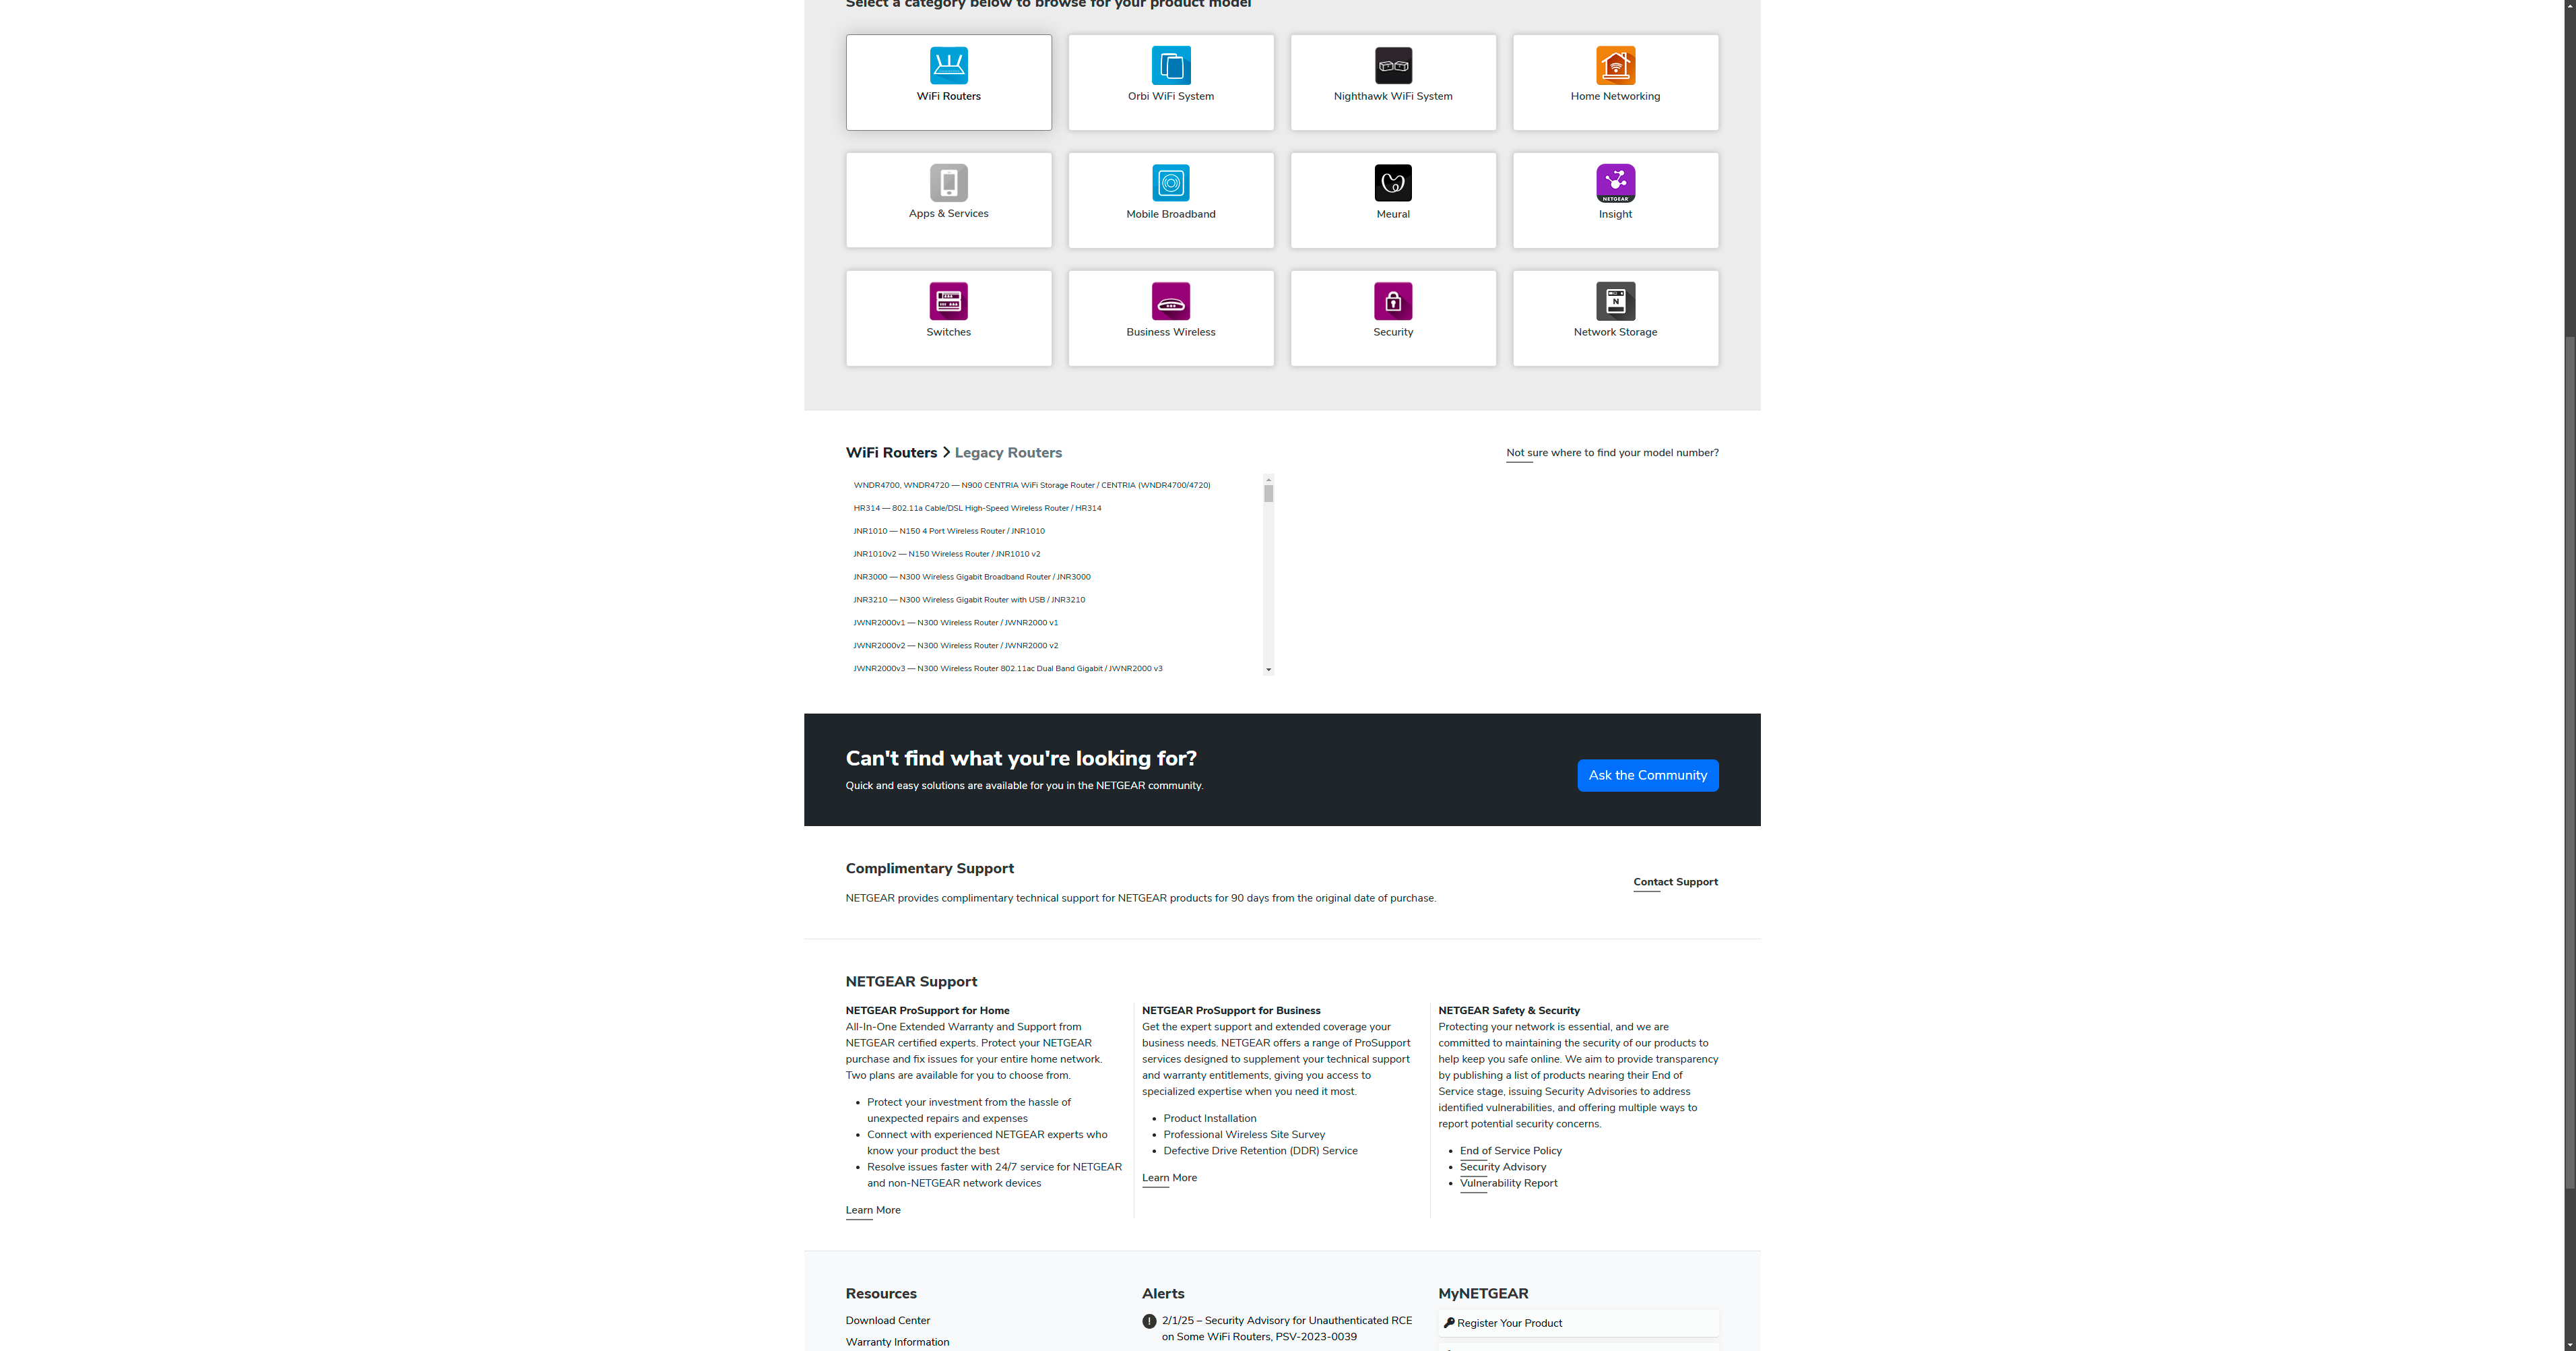 Select a category below to browse for your product model
WiFi Routers
Orbi WiFi System
Nighthawk WiFi System
Home Networking
Apps & Services
Mobile Broadband
Meural
NETGEAR
Insight
Switches
Business Wireless
Security
N
Network Storage
WiFi Routers > Legacy Routers
Not sure where to find your model number?
WNDR4700, WNDR4720 — N900 CENTRIA WiFi Storage Router / CENTRIA (WNDR4700/4720)
HR314 — 802.11a Cable/DSL High-Speed Wireless Router / HR314
JNR1010 — N150 4 Port Wireless Router / JNR1010
JNR1010v2 — N150 Wireless Router / JNR1010 v2
JNR3000 — N300 Wireless Gigabit Broadband Router / JNR3000
JNR3210 — N300 Wireless Gigabit Router with USB / JNR3210
JWNR2000v1 — N300 Wireless Router / JWNR2000 v1
JWNR2000v2 — N300 Wireless Router / JWNR2000 v2
JWNR2000v3 — N300 Wireless Router 802.11ac Dual Band Gigabit / JWNR2000 v3
Can't find what you're looking for?
Quick and easy solutions are available for you in the NETGEAR community.
Ask the Community
Complimentary Support
NETGEAR provides complimentary technical support for NETGEAR products for 90 days from the original date of purchase.
Contact Support
NETGEAR Support
NETGEAR ProSupport for Home
All-In-One Extended Warranty and Support from
NETGEAR certified experts. Protect your NETGEAR
purchase and fix issues for your entire home network.
Two plans are available for you to choose from.
• Protect your investment from the hassle of
unexpected repairs and expenses
• Connect with experienced NETGEAR experts who
know your product the best
• Resolve issues faster with 24/7 service for NETGEAR
and non-NETGEAR network devices
Learn More
NETGEAR ProSupport for Business
Get the expert support and extended coverage your
business needs. NETGEAR offers a range of ProSupport
services designed to supplement your technical support
and warranty entitlements, giving you access to
specialized expertise when you need it most.
• Product Installation
• Professional Wireless Site Survey
• Defective Drive Retention (DDR) Service
Learn More
NETGEAR Safety & Security
Protecting your network is essential, and we are
committed to maintaining the security of our products to
help keep you safe online. We aim to provide transparency
by publishing a list of products nearing their End of
Service stage, issuing Security Advisories to address
identified vulnerabilities, and offering multiple ways to
report potential security concerns.
• End of Service Policy
• Security Advisory
• Vulnerability Report
Resources
Download Center
Warranty Information
Alerts
2/1/25 – Security Advisory for Unauthenticated RCE
on Some WiFi Routers, PSV-2023-0039
MyNETGEAR
Register Your Product